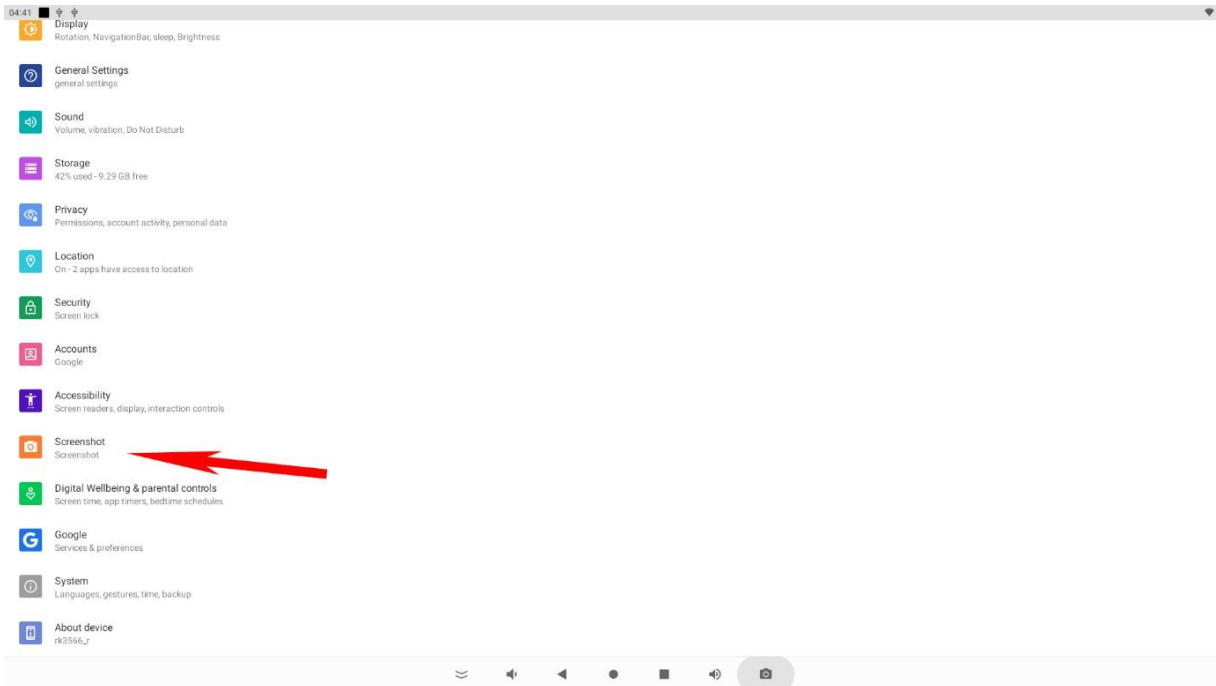 04:41
Display
Rotation, NavigationBar, sleep, Brightness
General Settings
general settings
Sound
Volume, vibration, Do Not Disturb
Storage
42% used - 9.29 GB free
Privacy
Permissions, account activity, personal data
Location
On - 2 apps have access to location
Security
Screen lock
Accounts
Google
Accessibility
Screen readers, display, interaction controls
Screenshot
Screenshot
Digital Wellbeing & parental controls
Screen time, app timers, bedtime schedules
Google
Services & preferences
System
Languages, gestures, time, backup
About device
rk3566_r